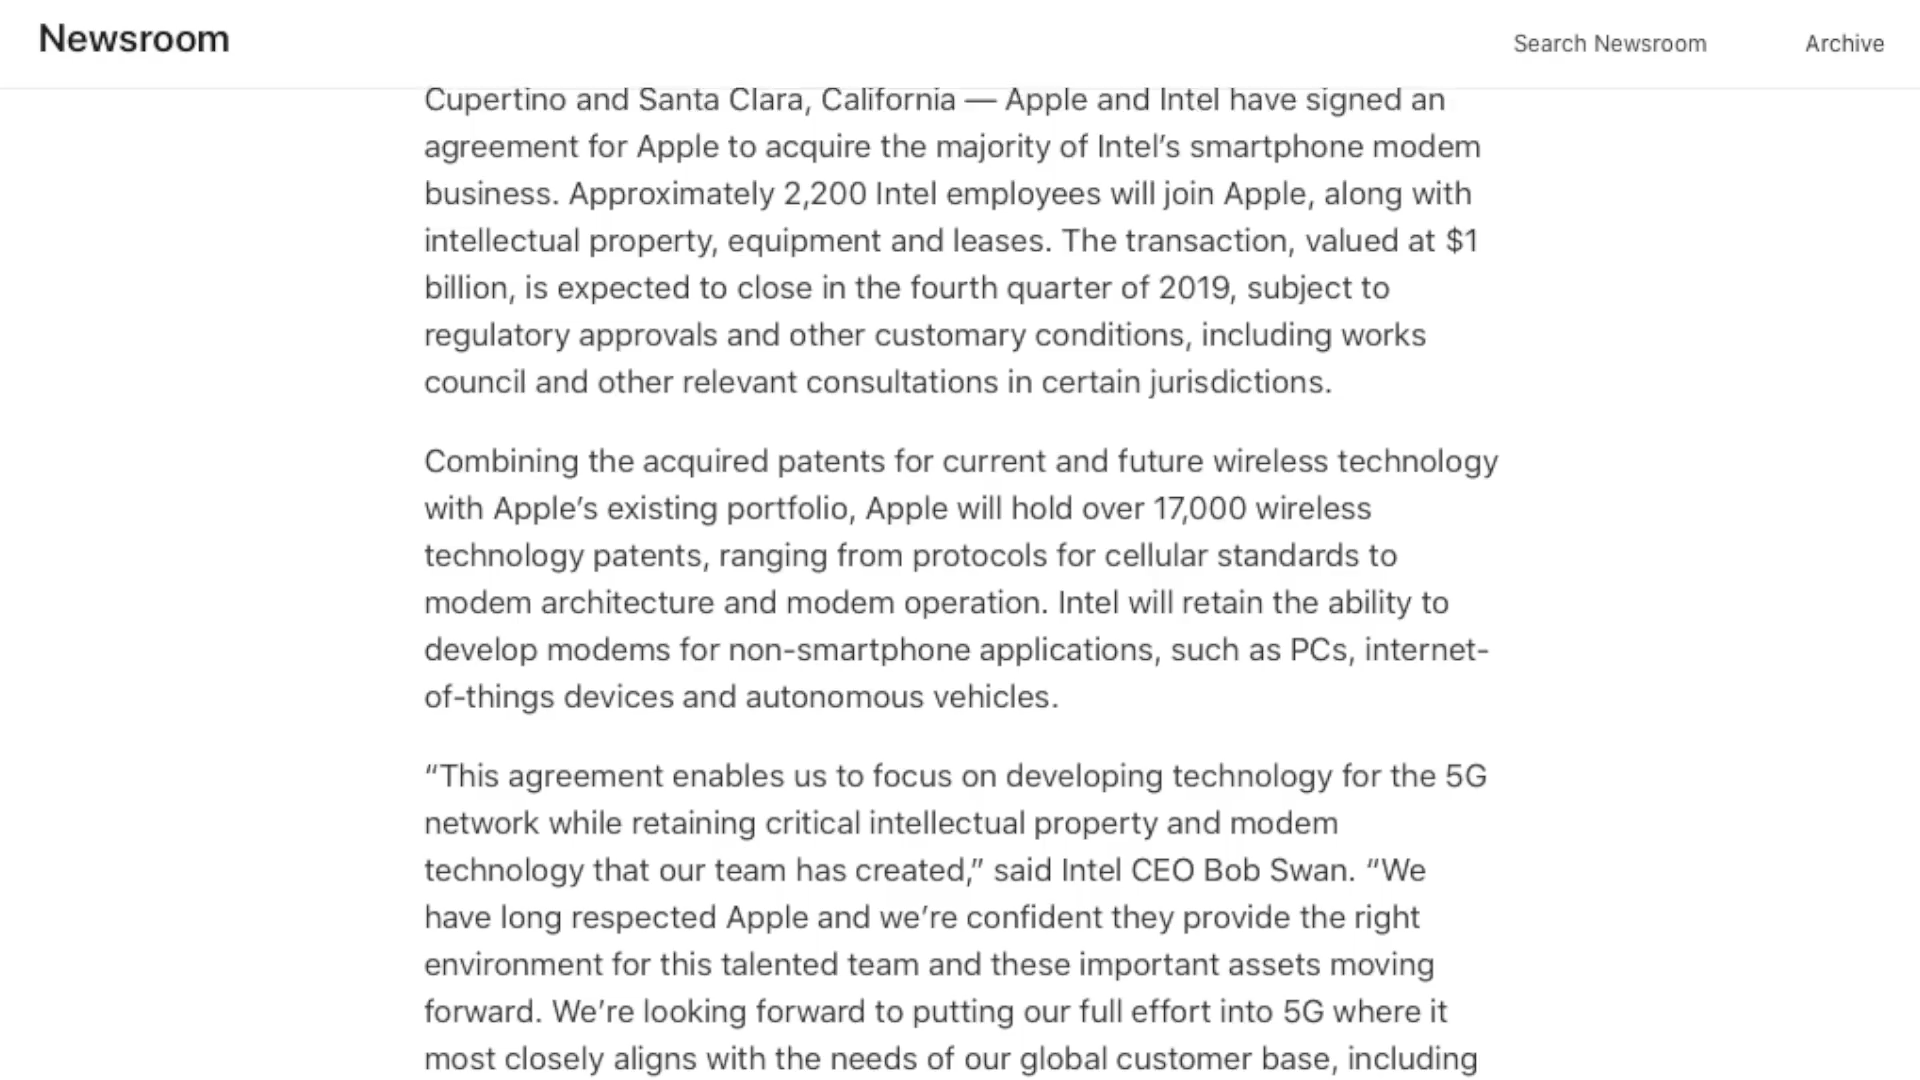 Newsroom
Search Newsroom
Archive
Cupertino and Santa Clara, California — Apple and Intel have signed an
agreement for Apple to acquire the majority of Intel’s smartphone modem
business. Approximately 2,200 Intel employees will join Apple, along with
intellectual property, equipment and leases. The transaction, valued at $1
billion, is expected to close in the fourth quarter of 2019, subject to
regulatory approvals and other customary conditions, including works
council and other relevant consultations in certain jurisdictions.
Combining the acquired patents for current and future wireless technology
with Apple’s existing portfolio, Apple will hold over 17,000 wireless
technology patents, ranging from protocols for cellular standards to
modem architecture and modem operation. Intel will retain the ability to
develop modems for non-smartphone applications, such as PCs, internet-
of-things devices and autonomous vehicles.
“This agreement enables us to focus on developing technology for the 5G
network while retaining critical intellectual property and modem
technology that our team has created,” said Intel CEO Bob Swan. “We
have long respected Apple and we’re confident they provide the right
environment for this talented team and these important assets moving
forward. We’re looking forward to putting our full effort into 5G where it
most closely aligns with the needs of our global customer base, including